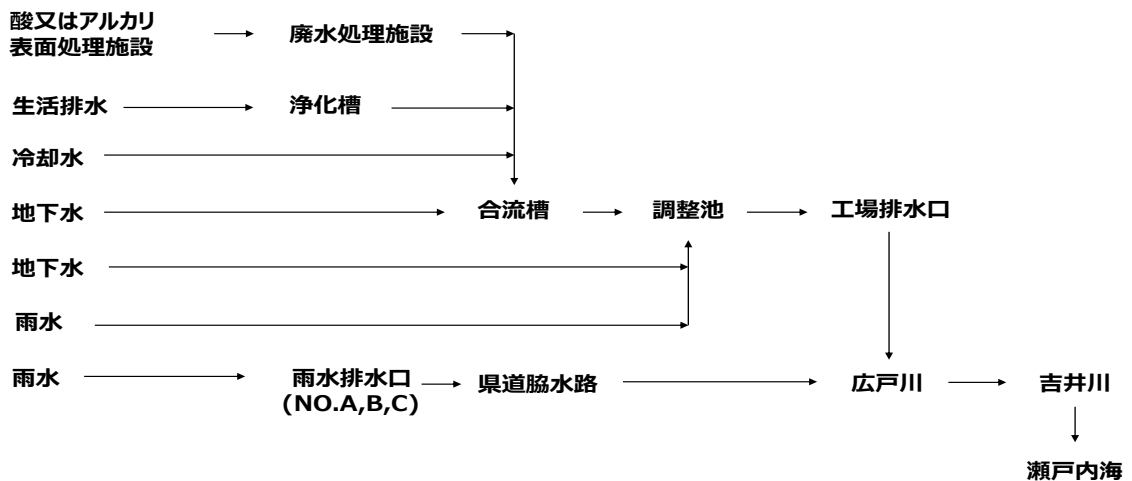 酸又はアルカリ
表面処理施設
廃水処理施設
生活排水
浄化槽
冷却水
地下水
合流槽
調整池
工場排水口
地下水
雨水
雨水
雨水排水口
(NO.A,B,C)
県道脇水路
広戸川
吉井川
瀬戸内海